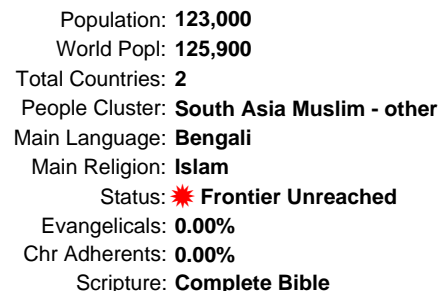 Population: 123,000
World Popl: 125,900
Total Countries: 2
People Cluster: South Asia Muslim - other
Main Language: Bengali
Main Religion: Islam
Status: Frontier Unreached
Evangelicals: 0.00%
Chr Adherents: 0.00%
Scripture: Complete Bible